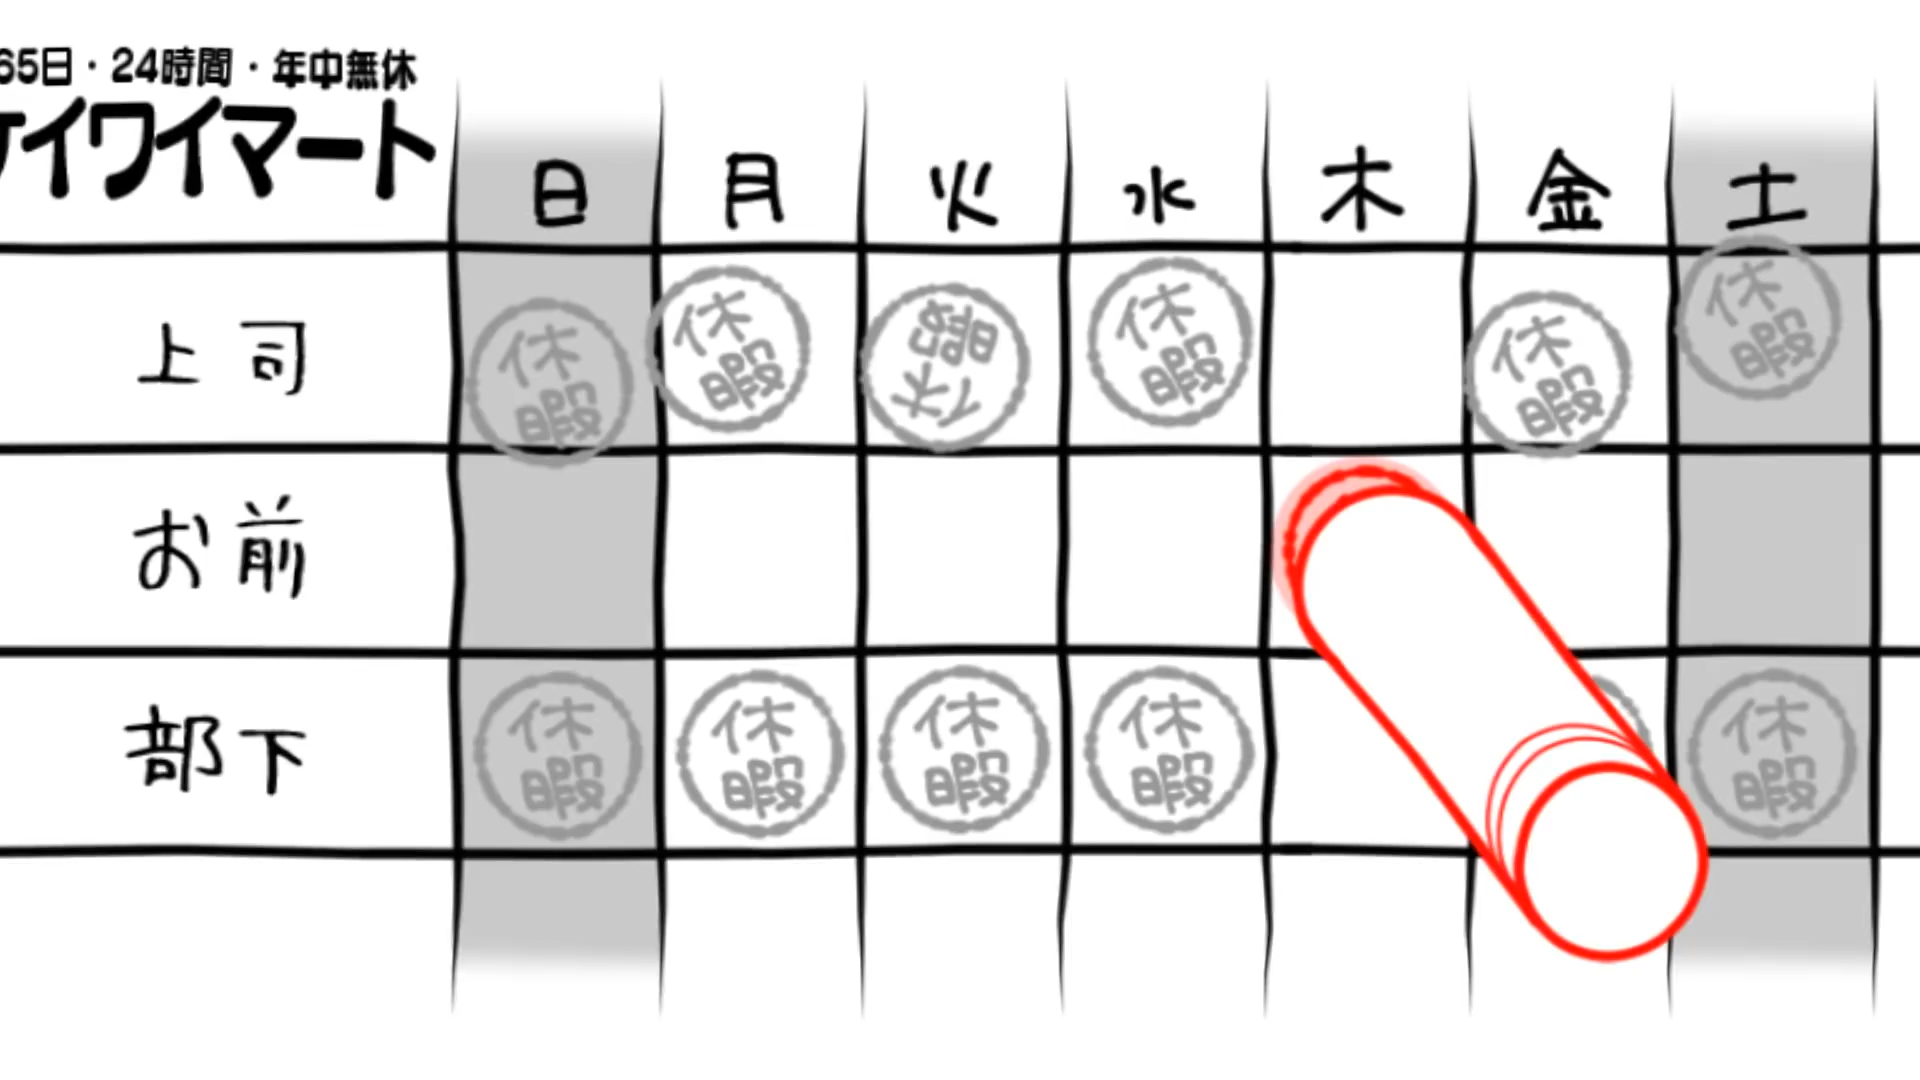 65日・24時間・年中無休
ケイワイマート
日 月 火 水 木 金 土
上司 休暇 休暇 休暇 休暇 休暇 休暇
お前
部下 休暇 休暇 休暇 休暇 休暇